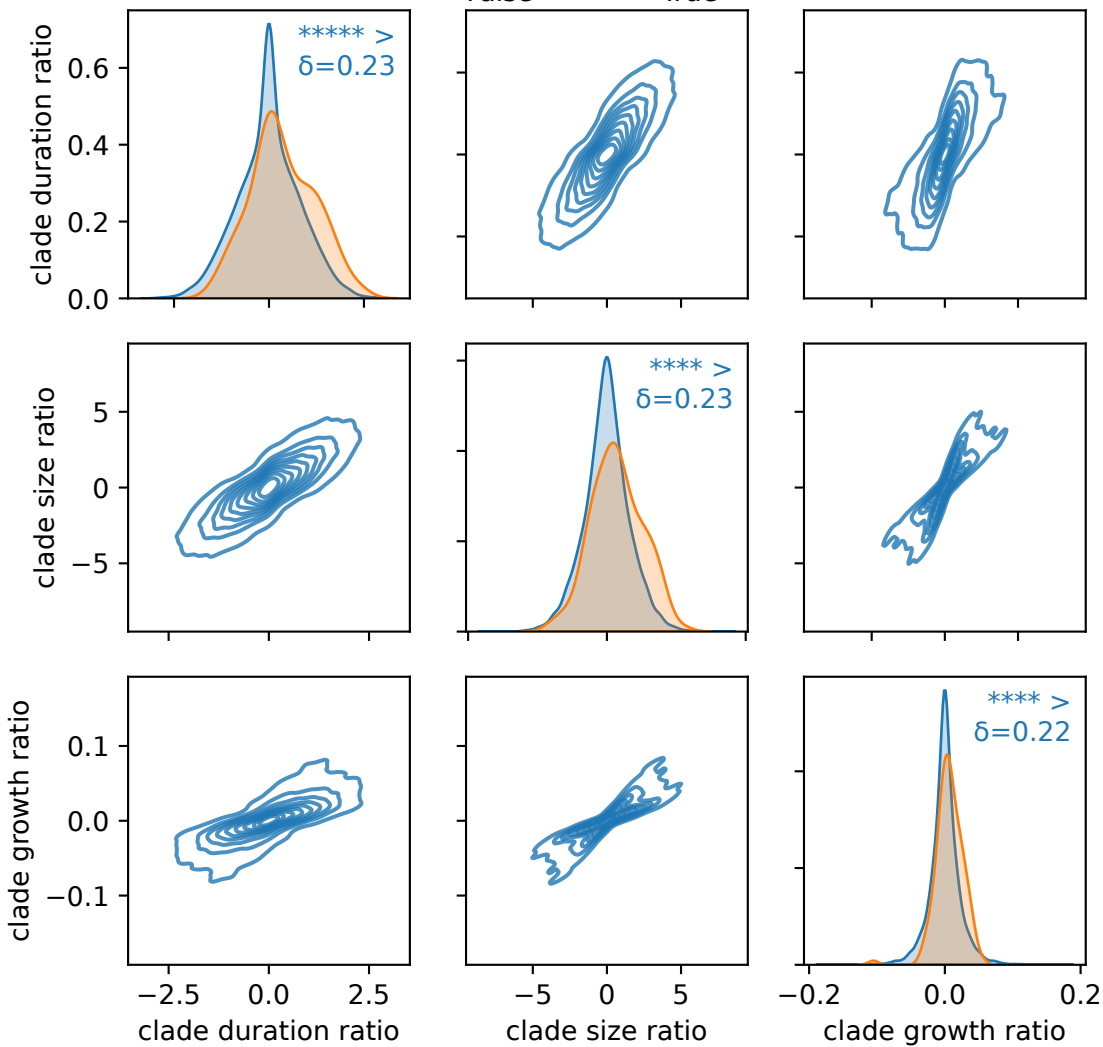 clade duration ratio
0.6
0.4
0.2
0.0
***** >
δ=0.23
clade size ratio
5
0
−5
**** >
δ=0.23
clade growth ratio
0.1
0.0
−0.1
**** >
δ=0.22
−2.5 0.0 2.5
−5 0 5
−0.2 0.0 0.2
clade duration ratio
clade size ratio
clade growth ratio